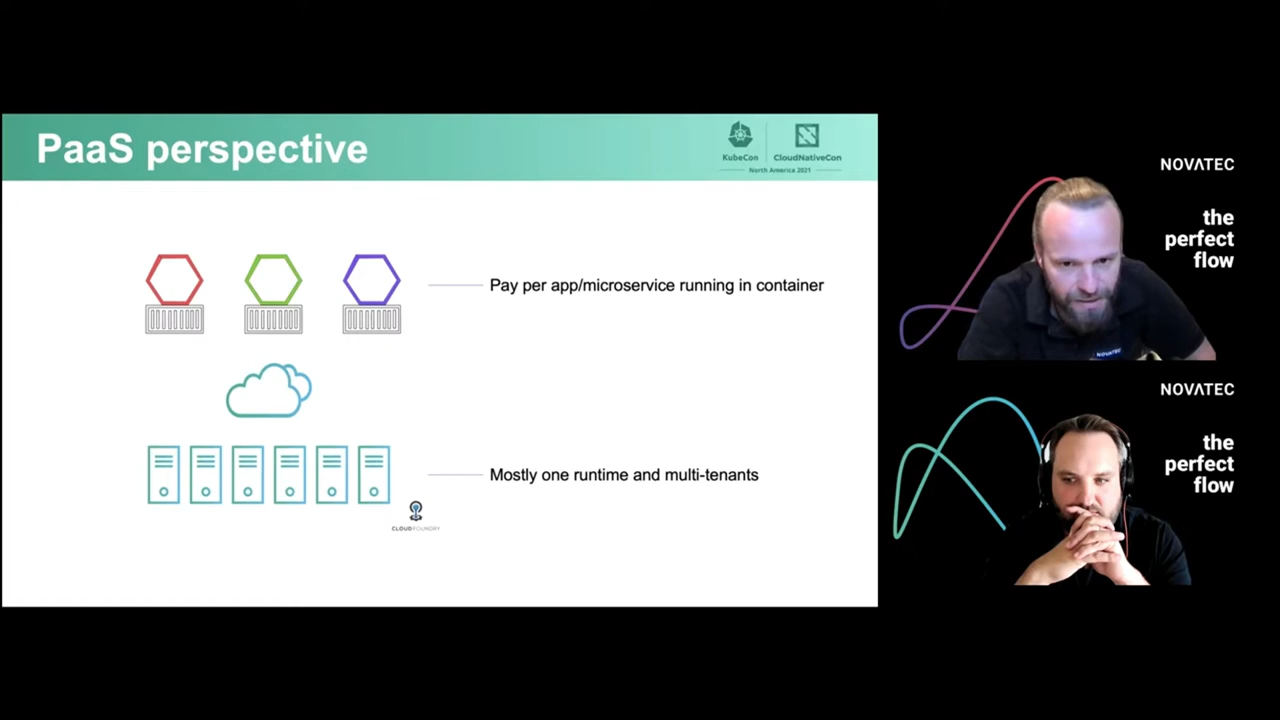 PaaS perspective
KubeCon
CloudNativeCon
North America 2021
Pay per app/microservice running in container
Mostly one runtime and multi-tenants
CLOUD FOUNDRY
NOVATEC
the
perfect
flow
NOVATEC
NOVATEC
the
perfect
flow